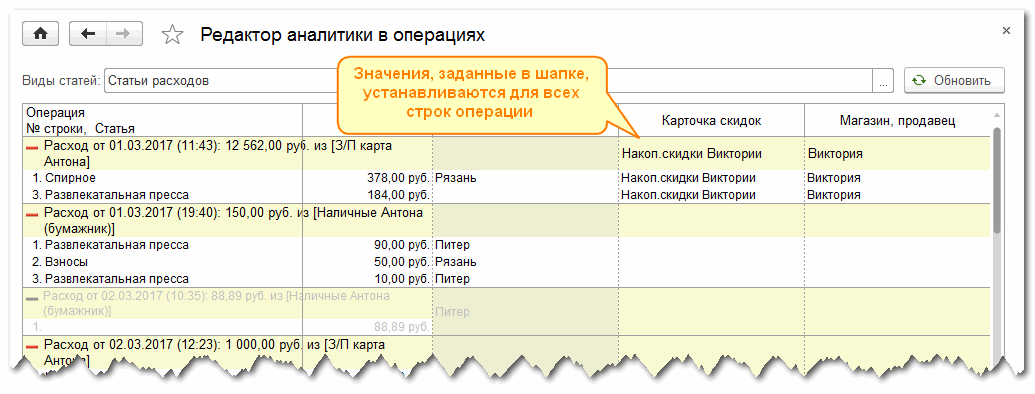 Редактор аналитики в операциях
Значения, заданные в шапке,
устанавливаются для всех
строк операции
Виды статей: Статьи расходов ... Обновить
Операция
№ строки, Статья Карточка скидок Магазин, продавец
Расход от 01.03.2017 (11:43): 12 562,00 руб. из [З/П карта
Антона] Накоп.скидки Виктории Виктория
1. Спирное 378,00 руб. Рязань Накоп.скидки Виктории Виктория
3. Развлекатальная пресса 184,00 руб. Накоп.скидки Виктории Виктория
Расход от 01.03.2017 (19:40): 150,00 руб. из [Наличные Антона
(бумажник)]
1. Развлекатальная пресса 90,00 руб. Питер
2. Взносы 50,00 руб. Рязань
3. Развлекатальная пресса 10,00 руб. Питер
Расход от 02.03.2017 (10:35): 88,89 руб. из [Наличные Антона
(бумажник)] Питер
1. 88,89 руб.
Расход от 02.03.2017 (12:23): 1 000,00 руб. из [З/П карта
Антона]